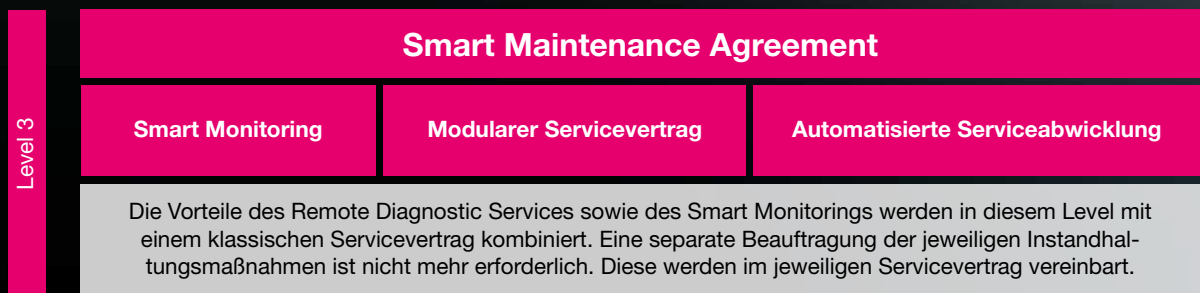 Level 3
Smart Maintenance Agreement
Smart Monitoring
Modularer Servicevertrag
Automatisierte Serviceabwicklung
Die Vorteile des Remote Diagnostic Services sowie des Smart Monitorings werden in diesem Level mit
einem klassischen Servicevertrag kombiniert. Eine separate Beauftragung der jeweiligen Instandhal-
tungsmaßnahmen ist nicht mehr erforderlich. Diese werden im jeweiligen Servicevertrag vereinbart.